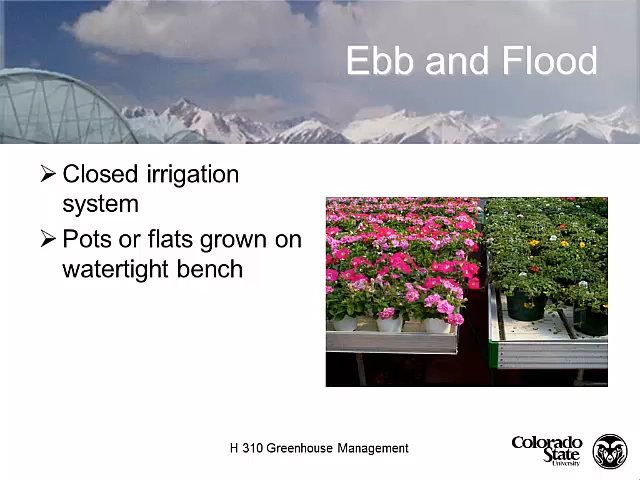 Ebb and Flood
➢ Closed irrigation
system
➢ Pots or flats grown on
watertight bench
H 310 Greenhouse Management
Colorado
State
University